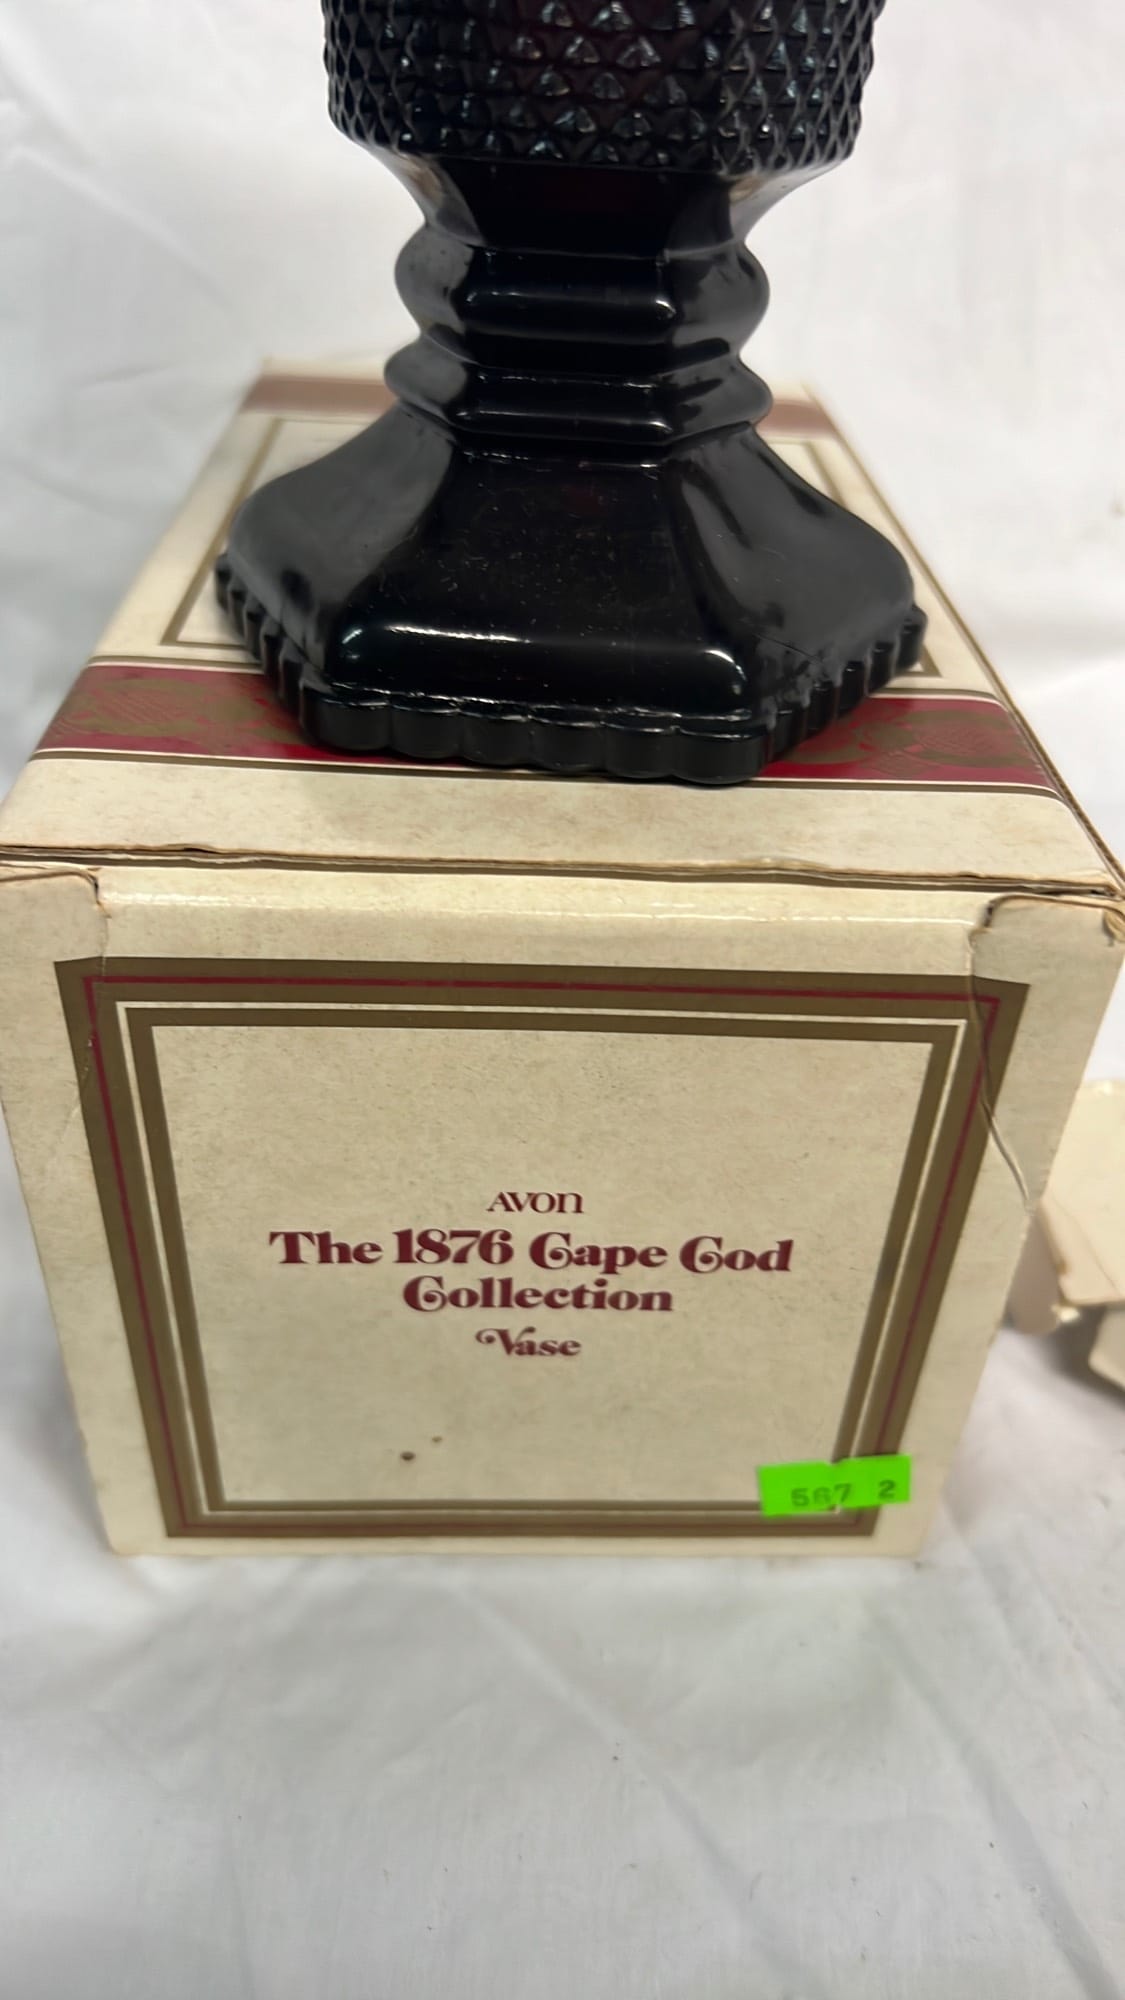 AVON
The 1876 Cape Cod
Collection
Vase
567 2